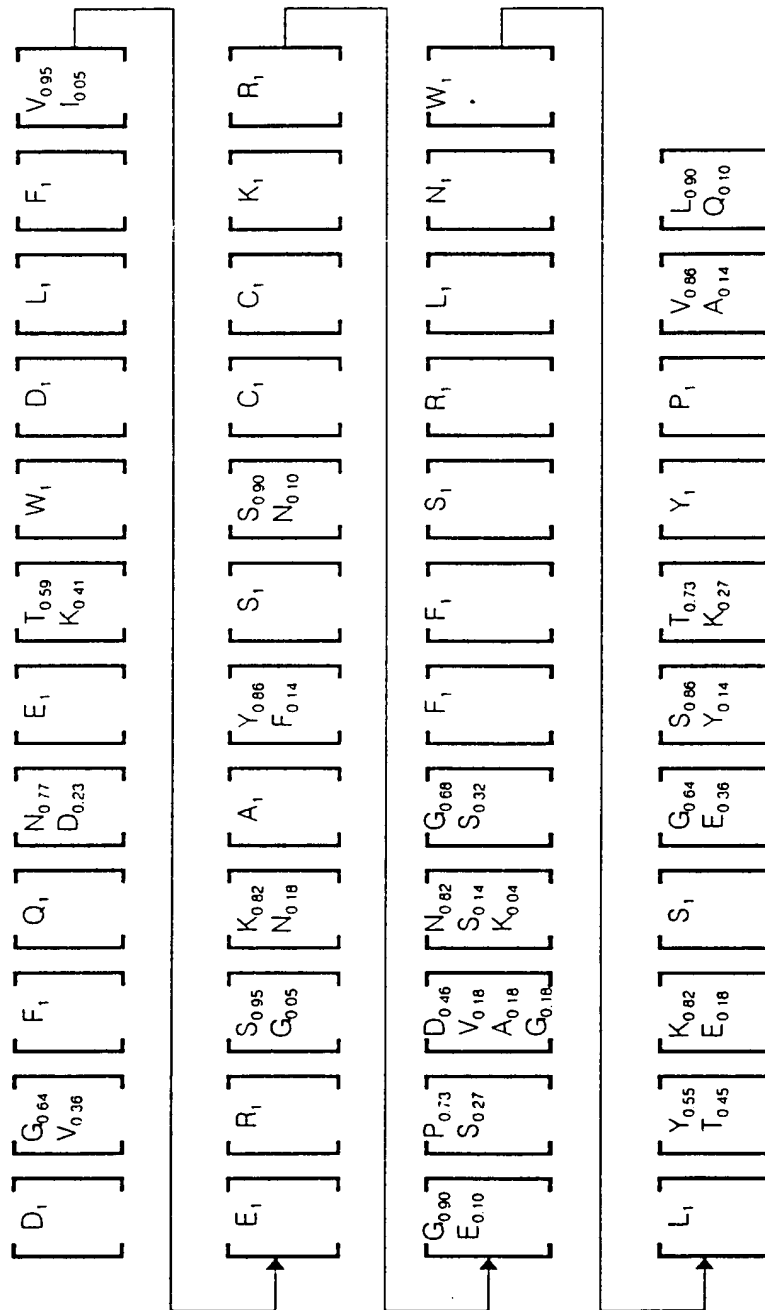 D1 G0.64 F1 Q1 N0.77 E1 T0.59 W1 D1 L1 F1 V0.95
V0.36 D0.23 K0.41 I0.05
E1 R1 S0.95 K0.82 A1 Y0.86 S1 S0.90 C1 C1 K1 R1
G0.05 N0.18 F0.14 N0.10
G0.90 P0.73 D0.46 N0.82 G0.68 F1 F1 S1 R1 L1 N1 W1
E0.10 S0.27 V0.18 S0.14 S0.32
A0.18 K0.04
G0.18
L1 Y0.55 K0.82 S1 G0.64 S0.86 T0.73 Y1 P1 V0.86 L0.90
T0.45 E0.18 E0.36 Y0.14 K0.27 A0.14 Q0.10